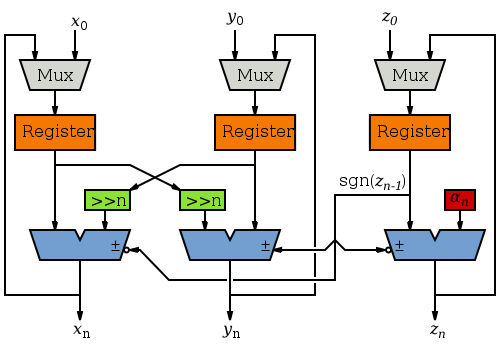 x₀ y₀ z₀
Mux Mux Mux
Register Register Register
sgn(zₙ₋₁)
>>n >>n αₙ
± ± ±
xₙ yₙ zₙ